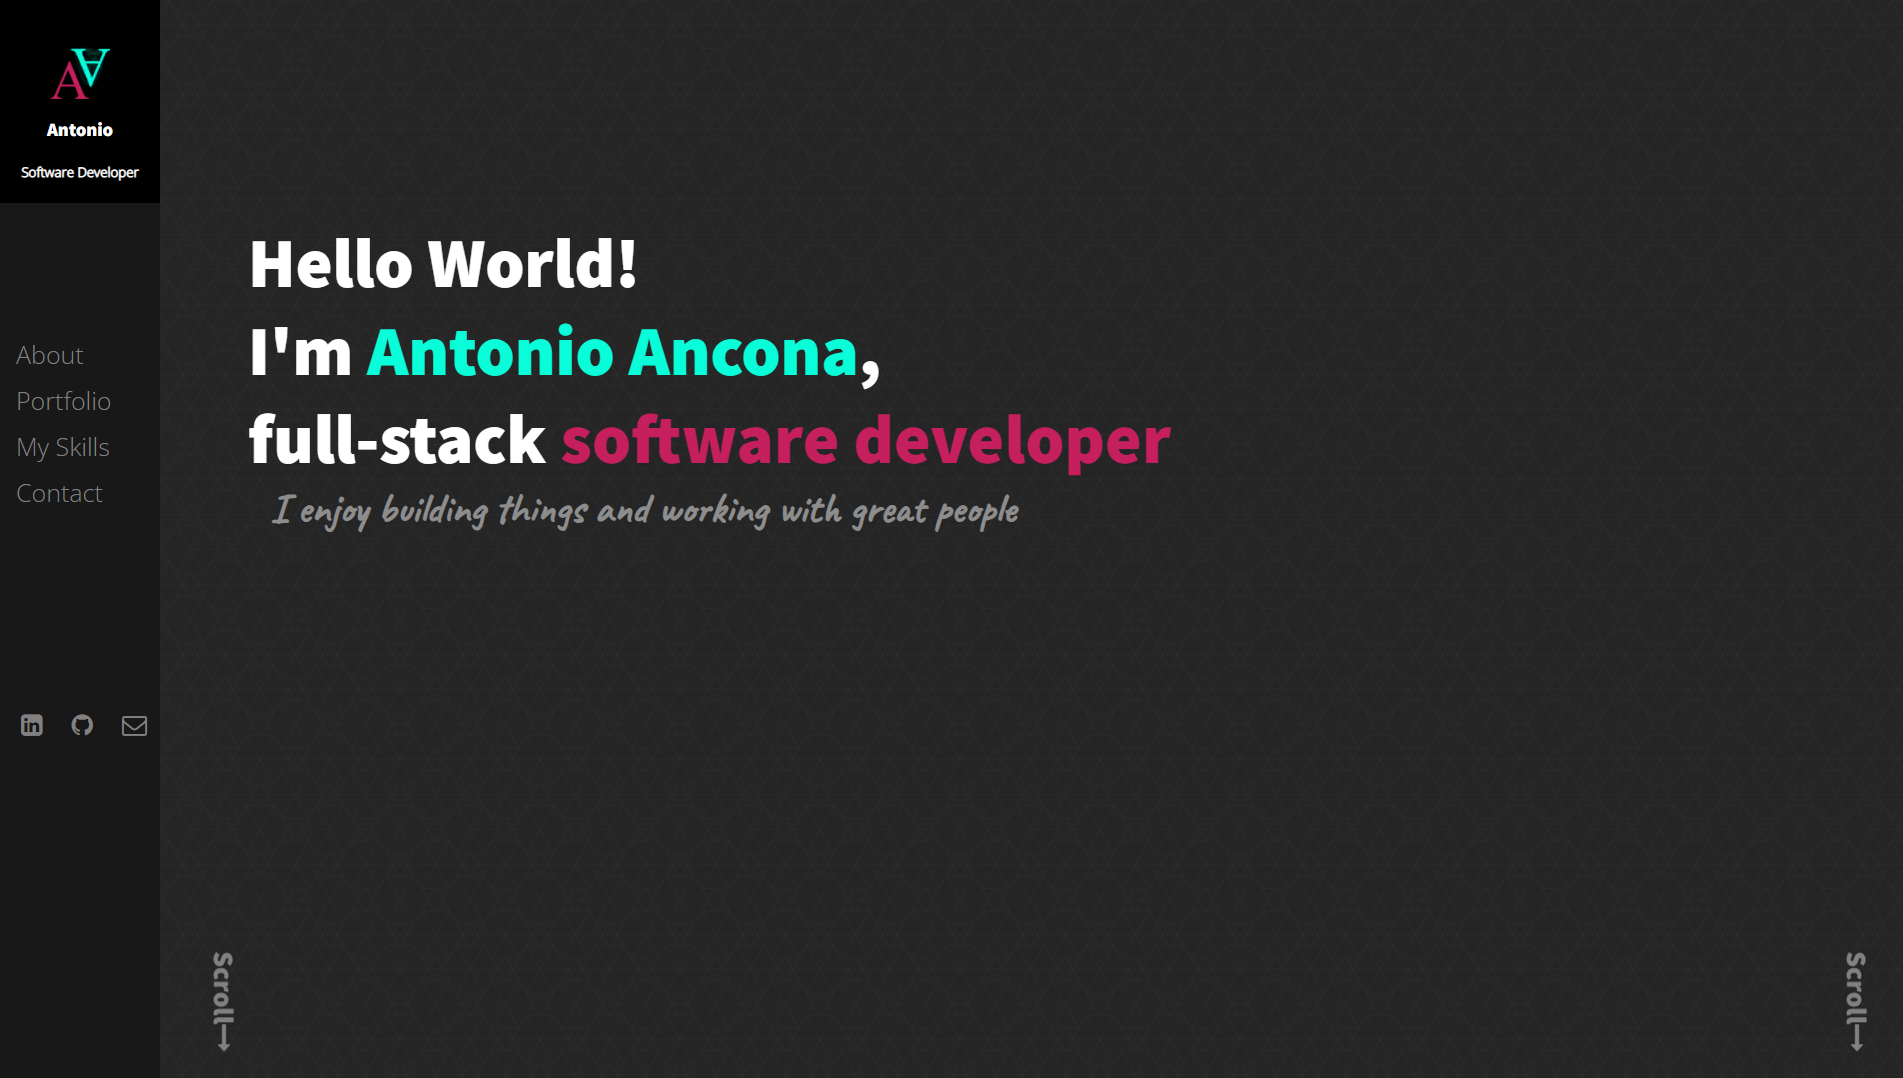 AA
Antonio
Software Developer
About
Portfolio
My Skills
Contact
in
Hello World!
I'm Antonio Ancona,
full-stack software developer
I enjoy building things and working with great people
Scroll
Scroll